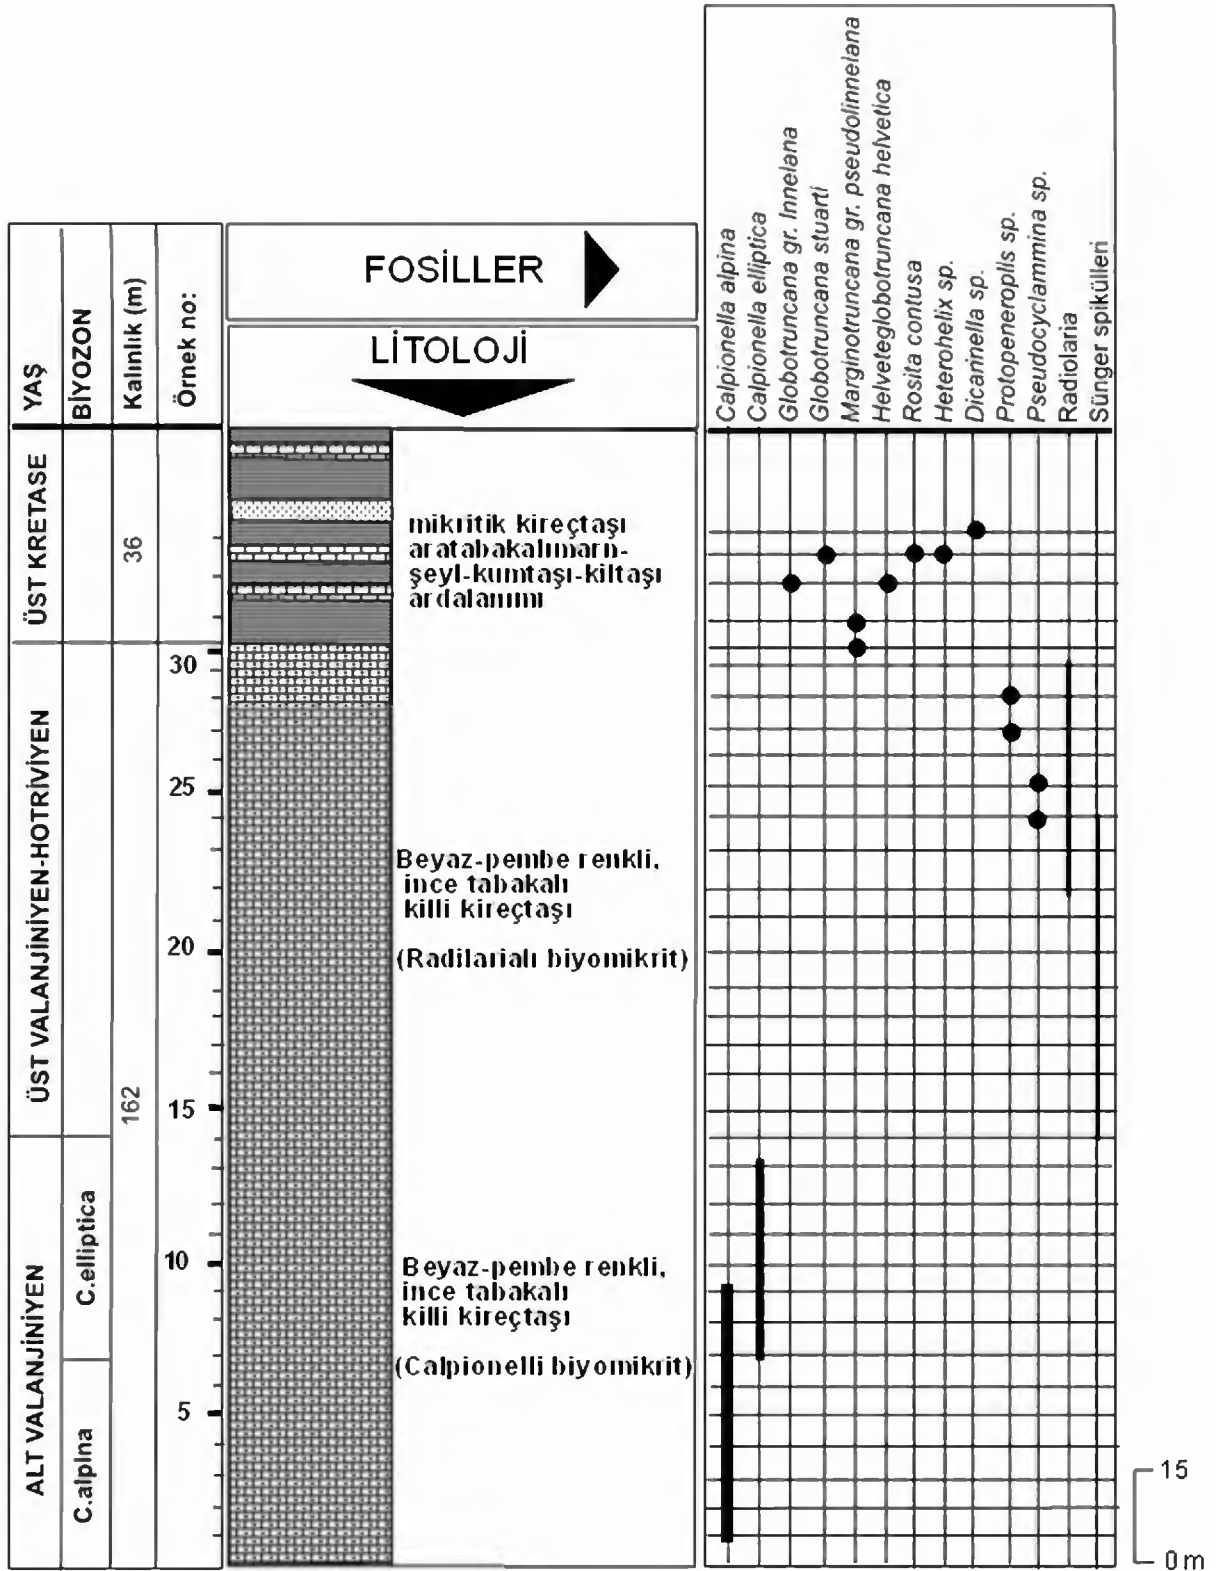 YAŞ
BİYOZON
Kalınlık (m)
Örnek no:
FOSİLLER
LİTOLOJİ
Calpionella alpina
Calpionella elliptica
Globotruncana gr. Innelana
Globotruncana stuarti
Marginotruncana gr. pseudolinnelana
Helveteglobotruncana helvetica
Rosita contusa
Heterohelix sp.
Dicarinella sp.
Protopeneroplis sp.
Pseudocyclammina sp.
Radiolaria
Sünger spikülleri
ÜST KRETASE
36
mikritik kireçtaşı
aratabakalımarn-
şeyl-kumtaşı-kiltaşı
ardalanımı
ÜST VALANJİNİYEN-HOTRİVİYEN
162
30
25
20
15
10
5
Beyaz-pembe renkli,
ince tabakalı
killi kireçtaşı
(Radilarialı biyomikrit)
ALT VALANJİNİYEN
C.elliptica
C.alpina
Beyaz-pembe renkli,
ince tabakalı
killi kireçtaşı
(Calpionelli biyomikrit)
15
0 m